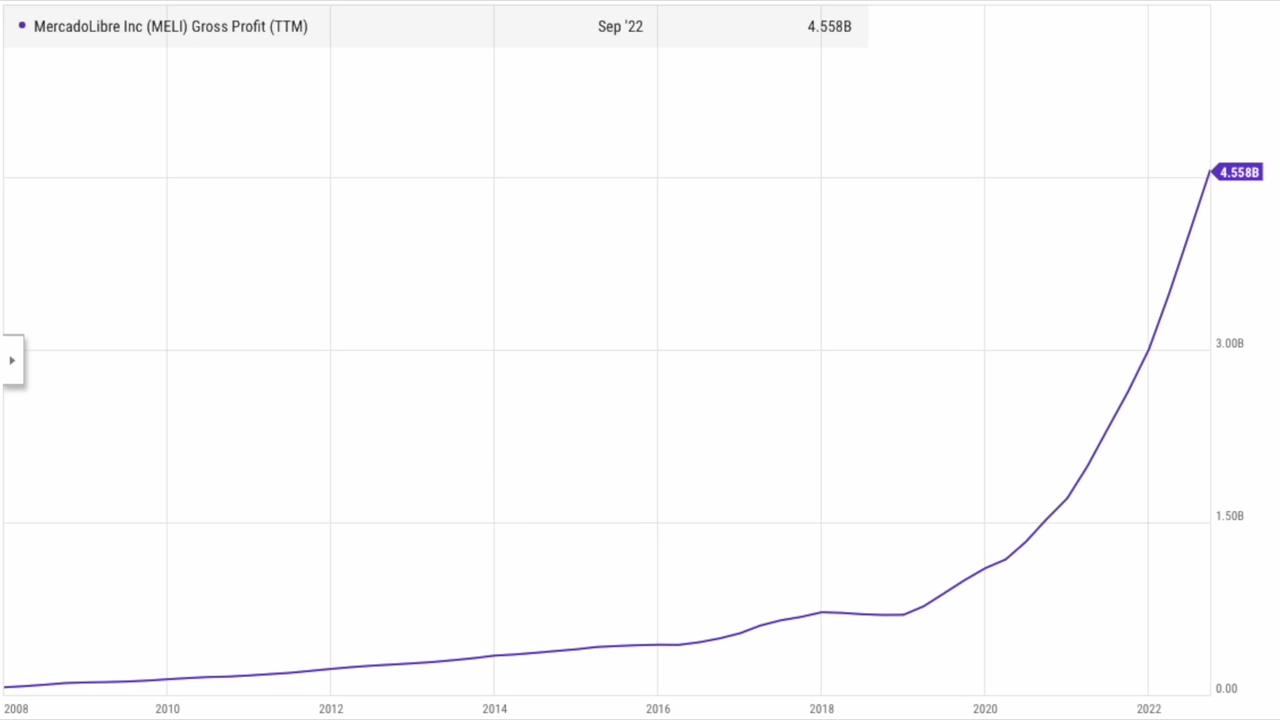 MercadoLibre Inc (MELI) Gross Profit (TTM) Sep '22 4.558B
4.558B
3.00B
1.50B
0.00
2008 2010 2012 2014 2016 2018 2020 2022